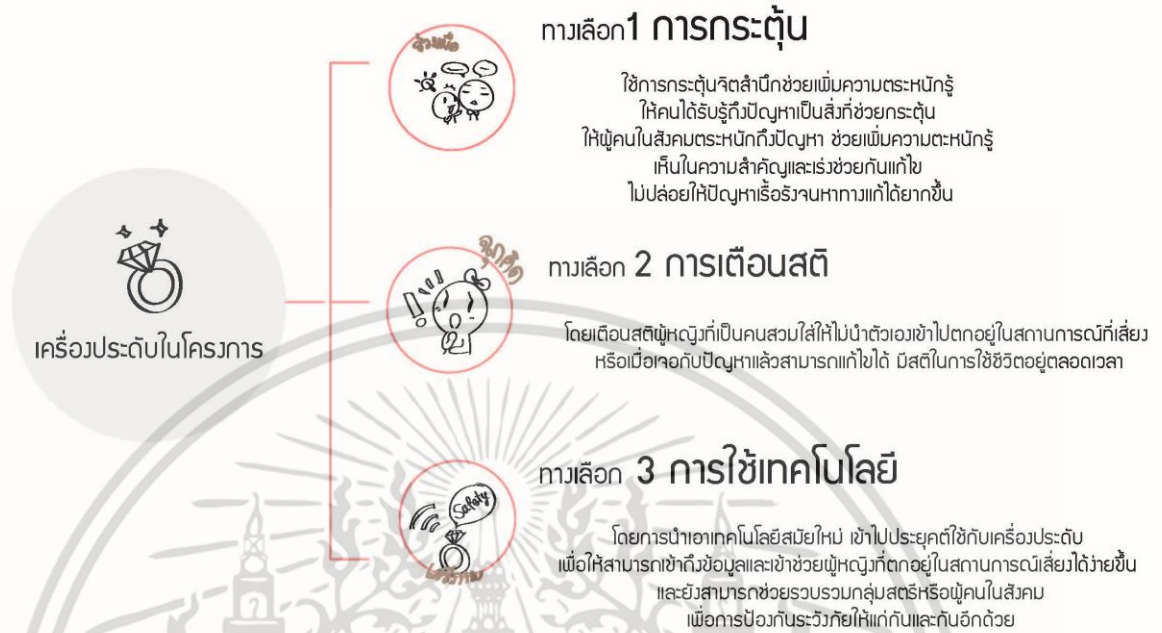 ทางเลือก1 การกระตุ้น
ช่วยเหลือ
ใช้การกระตุ้นจิตสำนึกช่วยเพิ่มความตระหนักรู้
ให้คนได้รับรู้ถึงปัญหาเป็นสิ่งที่ช่วยกระตุ้น
ให้ผู้คนในสังคมตระหนักถึงปัญหา ช่วยเพิ่มความตะหนักรู้
เห็นในความสำคัญและเร่งช่วยกันแก้ไข
ไม่ปล่อยให้ปัญหาเรื้อรังจนหาทางแก้ได้ยากขึ้น
เครื่องประดับในโครงการ
ฉุกคิด
ทางเลือก 2 การเตือนสติ
โดยเตือนสติผู้หญิงที่เป็นคนสวมใส่ให้ไม่นำตัวเองเข้าไปตกอยู่ในสถานการณ์ที่เสี่ยง
หรือเมื่อเจอกับปัญหาแล้วสามารถแก้ไขได้ มีสติในการใช้ชีวิตอยู่ตลอดเวลา
ทางเลือก 3 การใช้เทคโนโลยี
Safety
โดยการนำเอาเทคโนโลยีสมัยใหม่ เข้าไปประยุคต์ใช้กับเครื่องประดับ
เพื่อให้สามารถเข้าถึงข้อมูลและเข้าช่วยผู้หญิงที่ตกอยู่ในสถานการณ์เสี่ยงได้ง่ายขึ้น
และยังสามารถช่วยรวบรวมกลุ่มสตรีหรือผู้คนในสังคม
เพื่อการป้องกันระวังภัยให้แก่กันและกันอีกด้วย